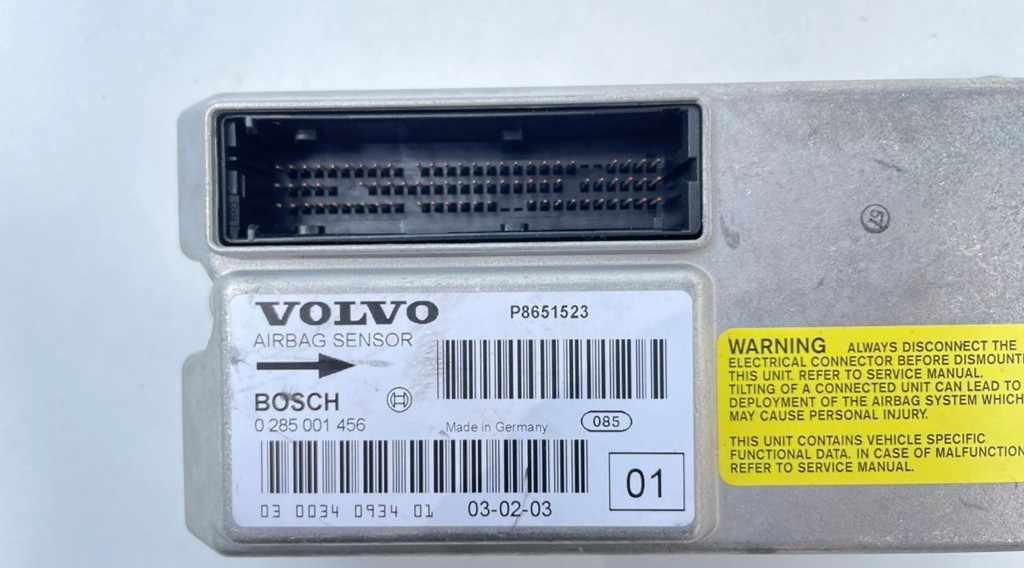 VOLVO
P8651523
AIRBAG SENSOR
BOSCH
0 285 001 456
Made in Germany
085
03 0034 0934 01
03-02-03
01
57
WARNING ALWAYS DISCONNECT THE
ELECTRICAL CONNECTOR BEFORE DISMOUNTI
THIS UNIT. REFER TO SERVICE MANUAL.
TILTING OF A CONNECTED UNIT CAN LEAD TO
DEPLOYMENT OF THE AIRBAG SYSTEM WHICH
MAY CAUSE PERSONAL INJURY.
THIS UNIT CONTAINS VEHICLE SPECIFIC
FUNCTIONAL DATA. IN CASE OF MALFUNCTION
REFER TO SERVICE MANUAL.